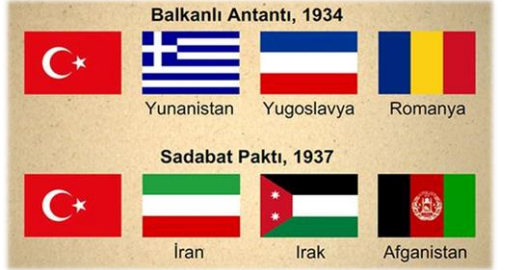 Balkanlı Antantı, 1934
Yunanistan Yugoslavya Romanya
Sadabat Paktı, 1937
İran Irak Afganistan